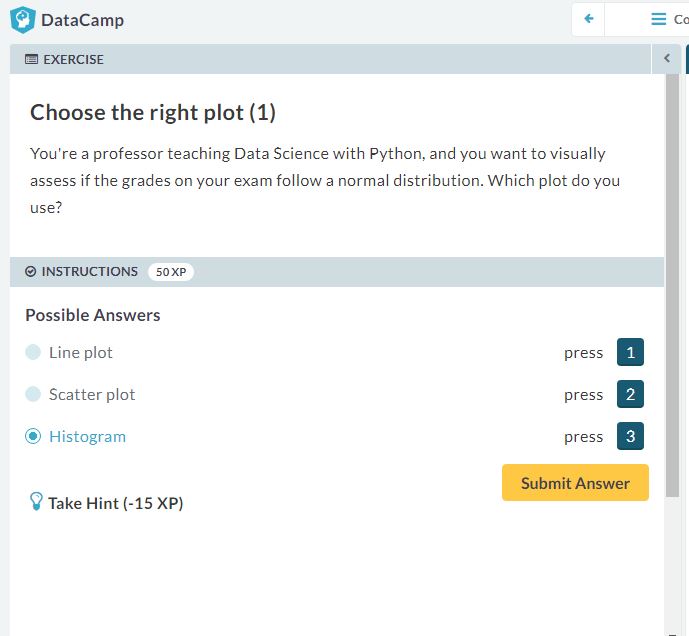 DataCamp
Co
EXERCISE
Choose the right plot (1)
You're a professor teaching Data Science with Python, and you want to visually
assess if the grades on your exam follow a normal distribution. Which plot do you
use?
INSTRUCTIONS 50 XP
Possible Answers
Line plot press 1
Scatter plot press 2
Histogram press 3
Submit Answer
Take Hint (-15 XP)